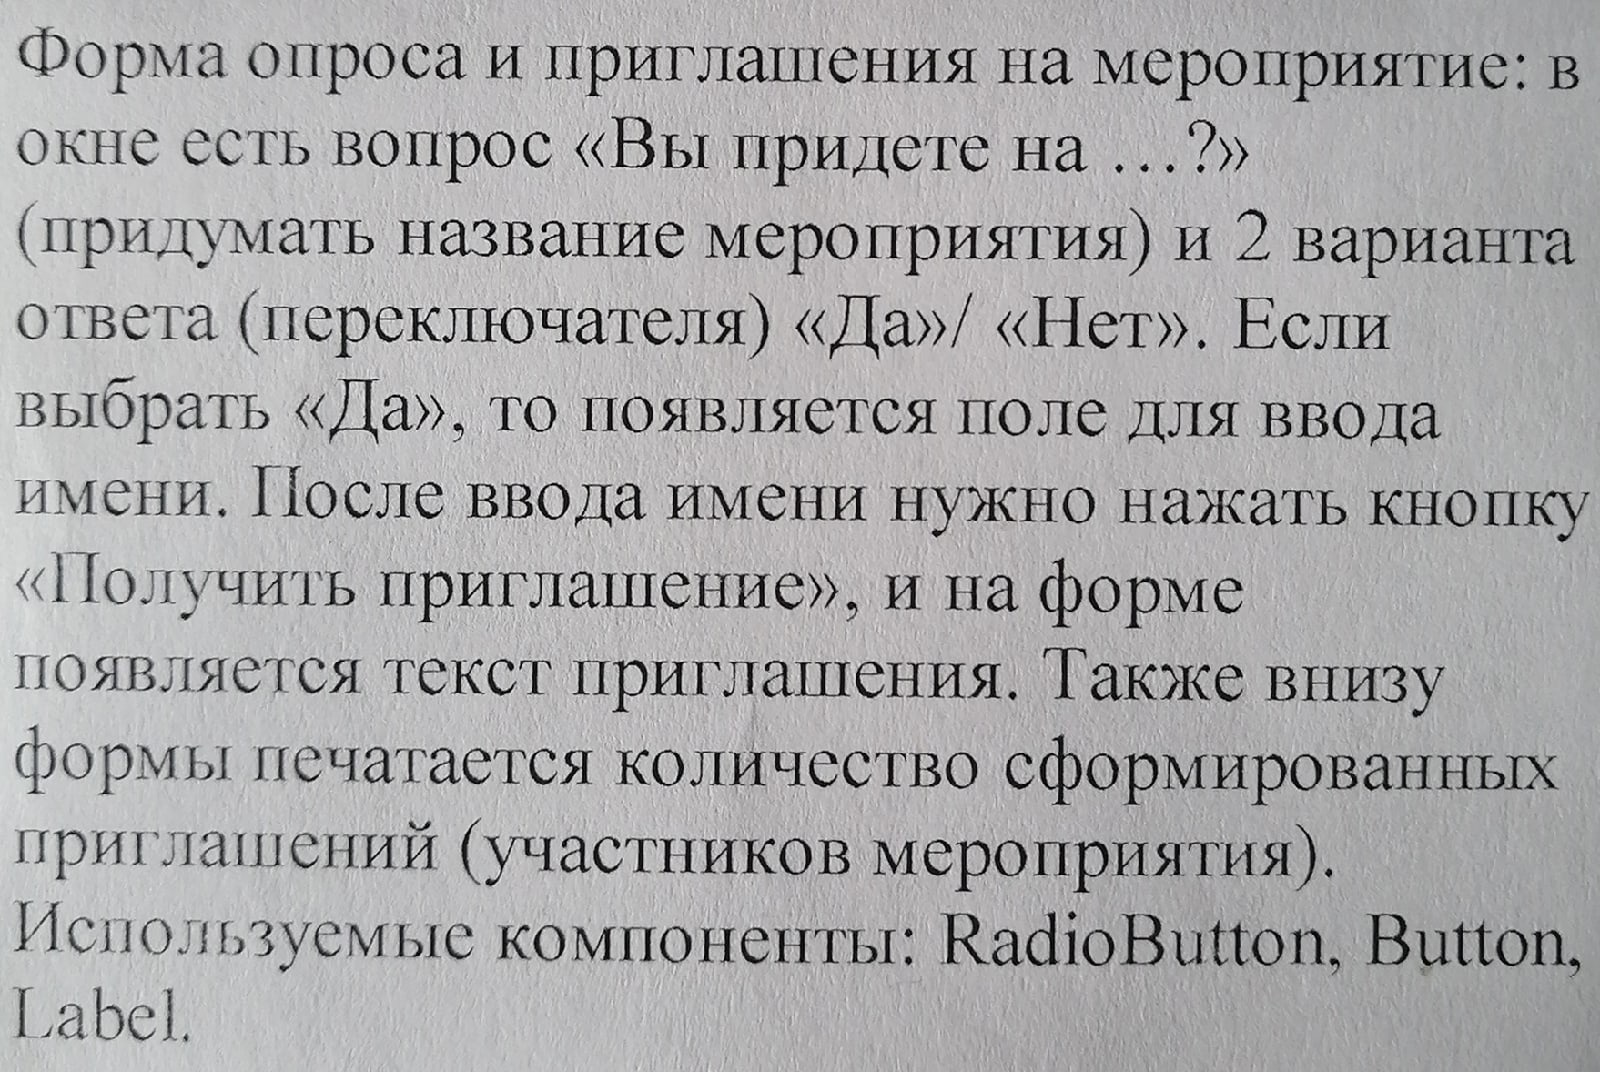 Форма опроса и приглашения на мероприятие: в
окне есть вопрос «Вы придете на …?»
(придумать название мероприятия) и 2 варианта
ответа (переключателя) «Да»/ «Нет». Если
выбрать «Да», то появляется поле для ввода
имени. После ввода имени нужно нажать кнопку
«Получить приглашение», и на форме
появляется текст приглашения. Также внизу
формы печатается количество сформированных
приглашений (участников мероприятия).
Используемые компоненты: RadioButton, Button,
Label.